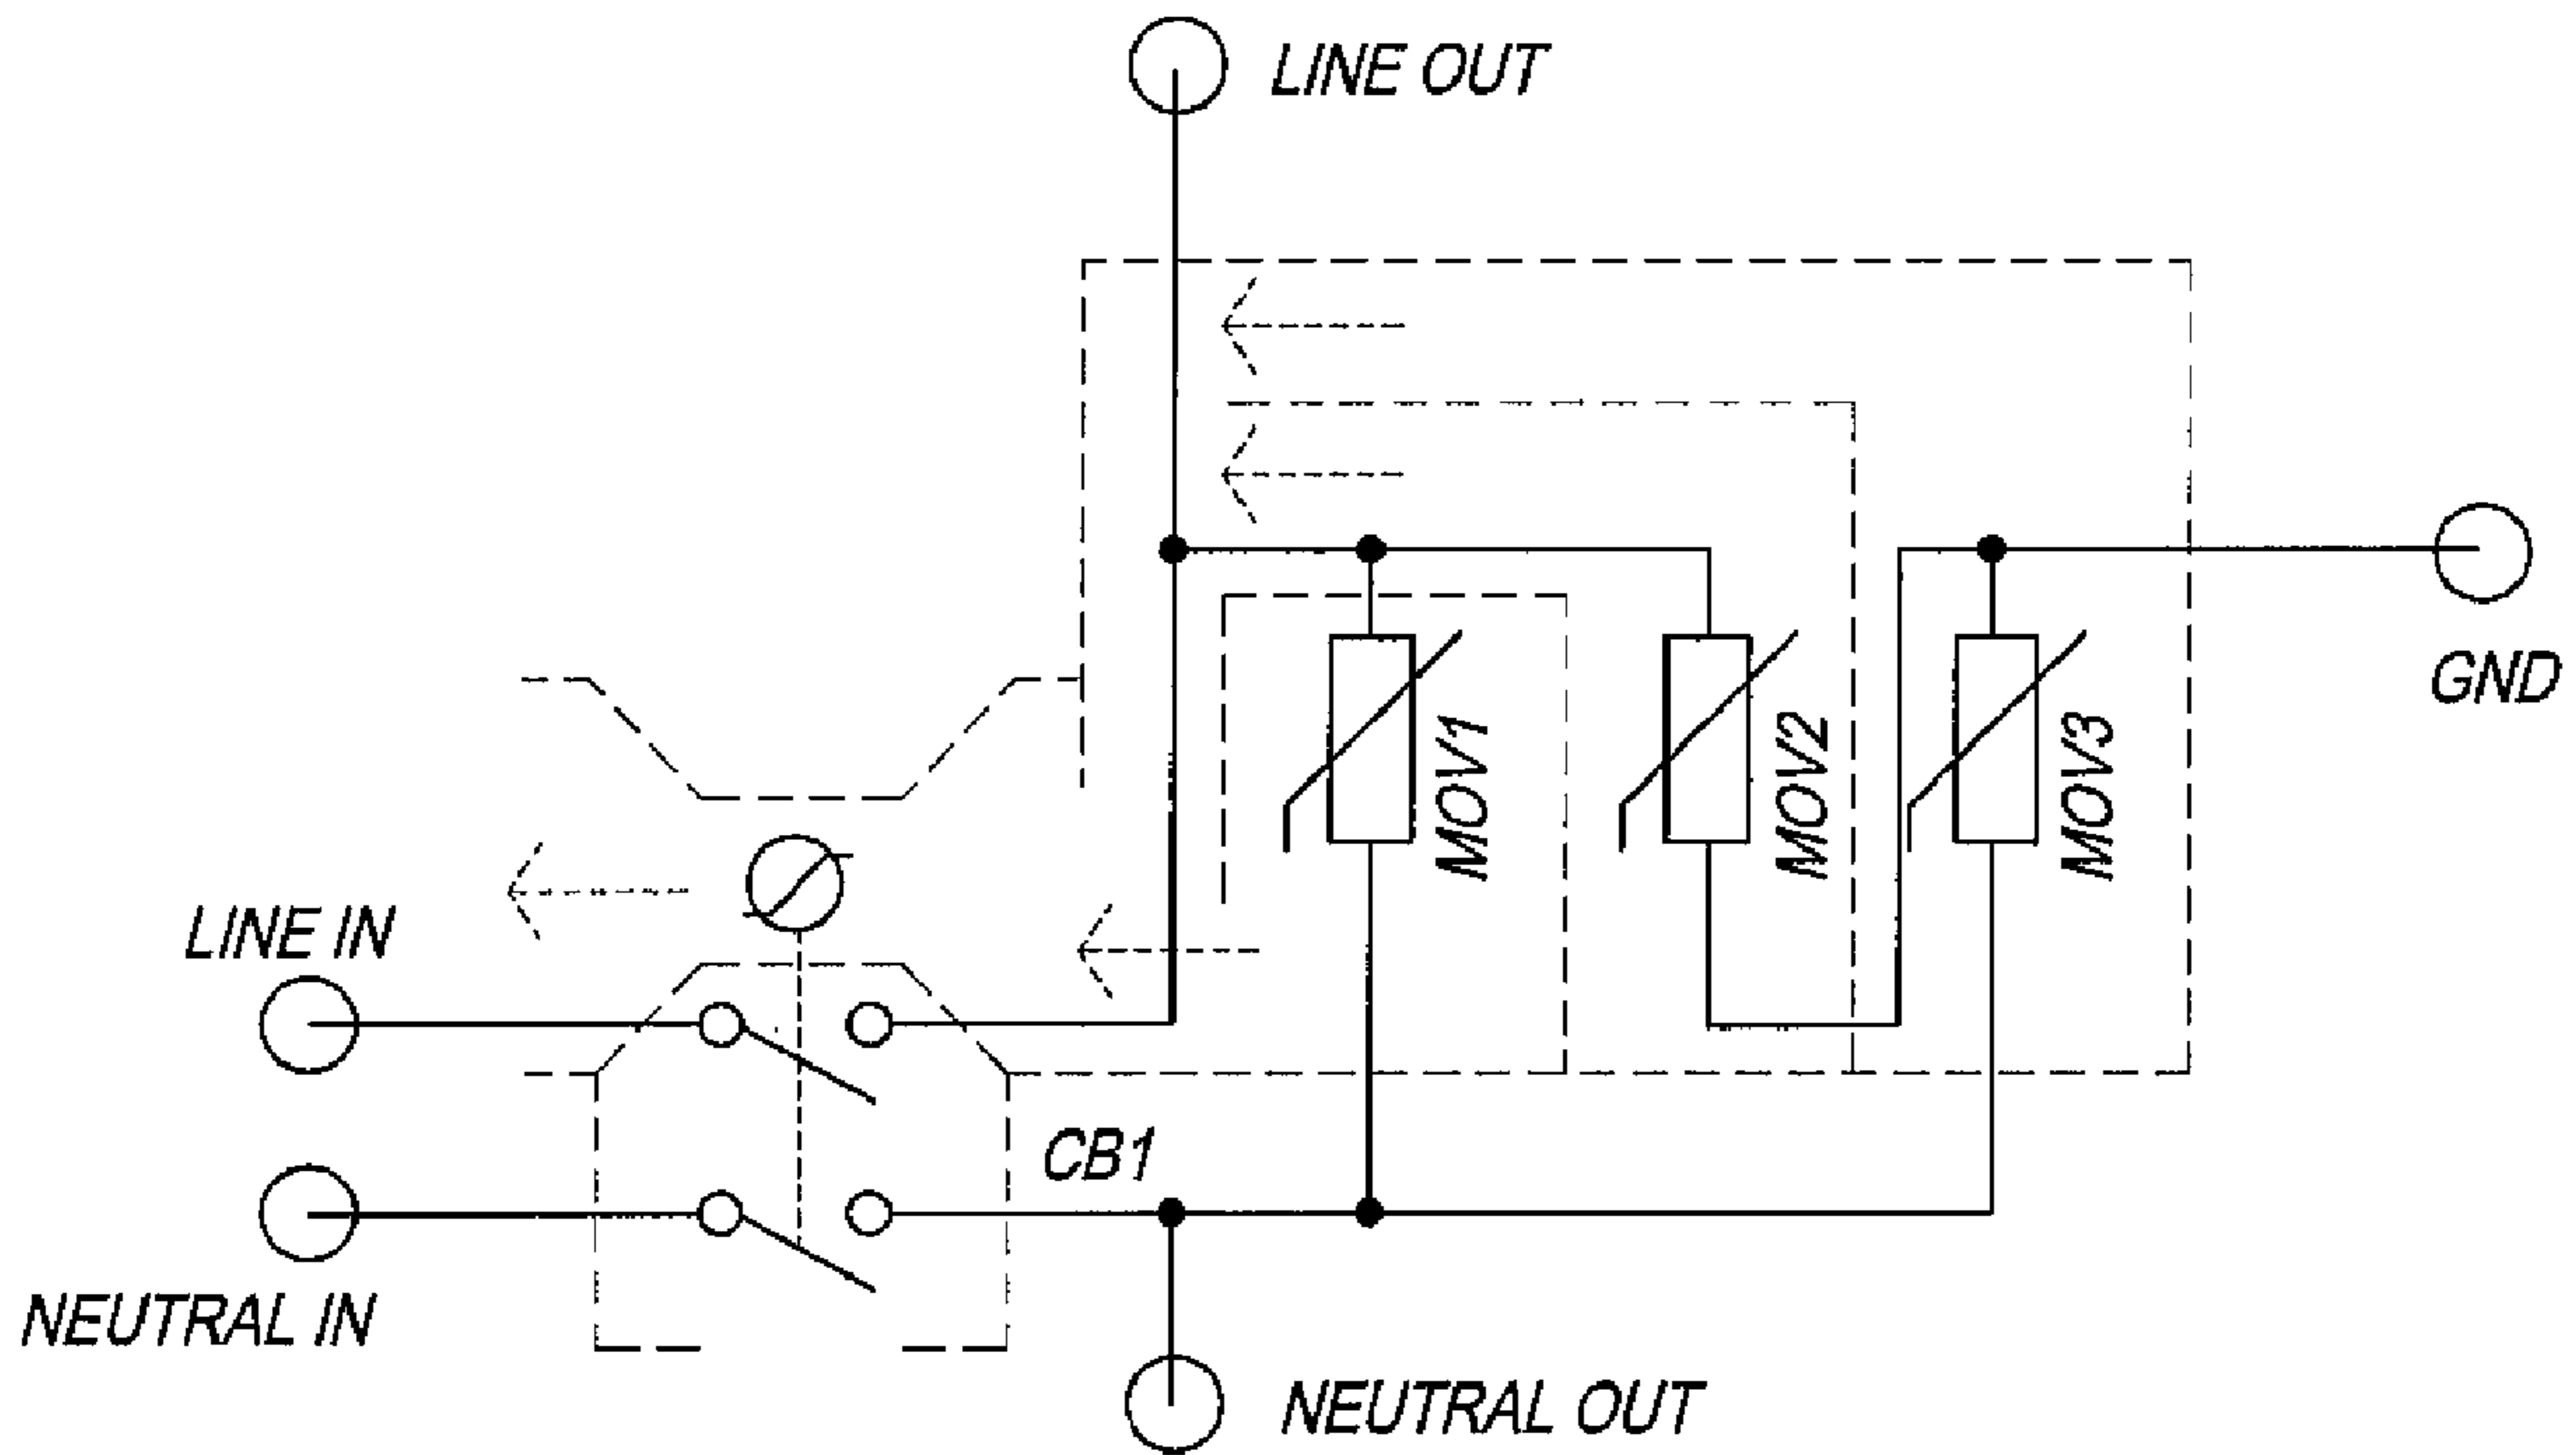 LINE OUT
GND
MOV1
MOV2
MOV3
LINE IN
CB1
NEUTRAL IN
NEUTRAL OUT